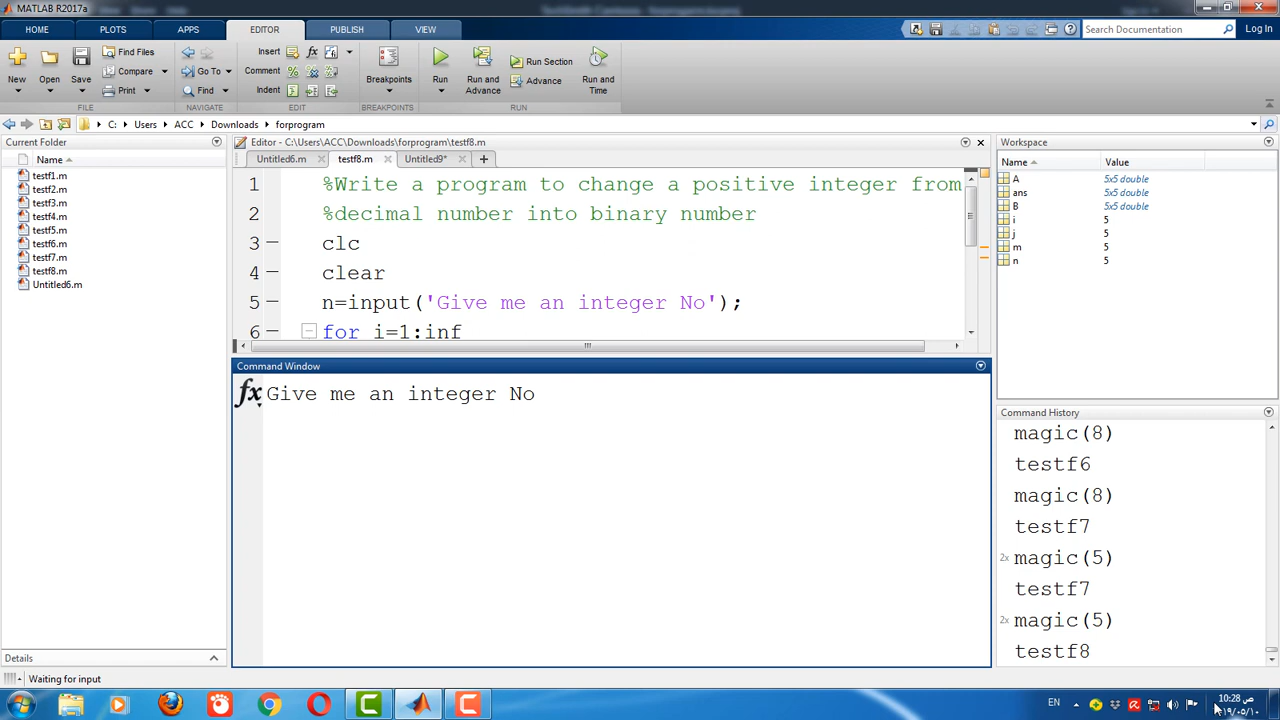 MATLAB R2017a
HOME PLOTS APPS EDITOR PUBLISH VIEW
Search Documentation Log In
New Open Save Find Files Compare Print
Go To Find
Insert Comment Indent
Breakpoints
Run Run and Advance Run Section Advance Run and Time
FILE NAVIGATE EDIT BREAKPOINTS RUN
C: Users ACC Downloads forprogram
Current Folder
Name
testf1.m
testf2.m
testf3.m
testf4.m
testf5.m
testf6.m
testf7.m
testf8.m
Untitled6.m
Details
Editor - C:\Users\ACC\Downloads\forprogram\testf8.m
Untitled6.m testf8.m Untitled9*
1 %Write a program to change a positive integer from
2 %decimal number into binary number
3 clc
4 clear
5 n=input('Give me an integer No');
6 for i=1:inf
Command Window
fx Give me an integer No
Workspace
Name Value
A 5x5 double
ans 5x5 double
B 5x5 double
i 5
j 5
m 5
n 5
Command History
magic(8)
testf6
magic(8)
testf7
2x magic(5)
testf7
2x magic(5)
testf8
Waiting for input
EN
10:28 ص